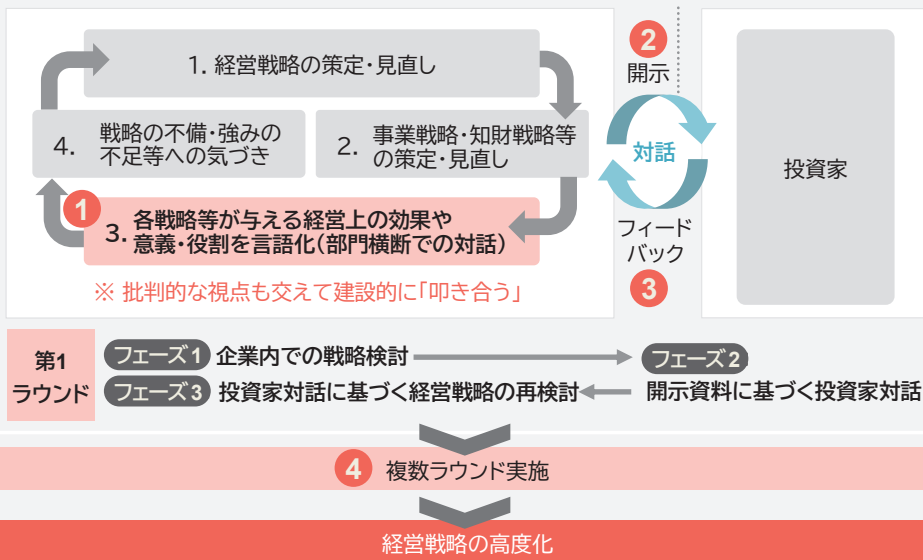 1. 経営戦略の策定・見直し
2. 事業戦略・知財戦略等
の策定・見直し
1
3. 各戦略等が与える経営上の効果や
意義・役割を言語化(部門横断での対話)
4. 戦略の不備・強みの
不足等への気づき
※ 批判的な視点も交えて建設的に「叩き合う」
2
開示
対話
フィード
バック
3
投資家
第1
ラウンド
フェーズ1 企業内での戦略検討
フェーズ2
フェーズ3 投資家対話に基づく経営戦略の再検討
開示資料に基づく投資家対話
4 複数ラウンド実施
経営戦略の高度化